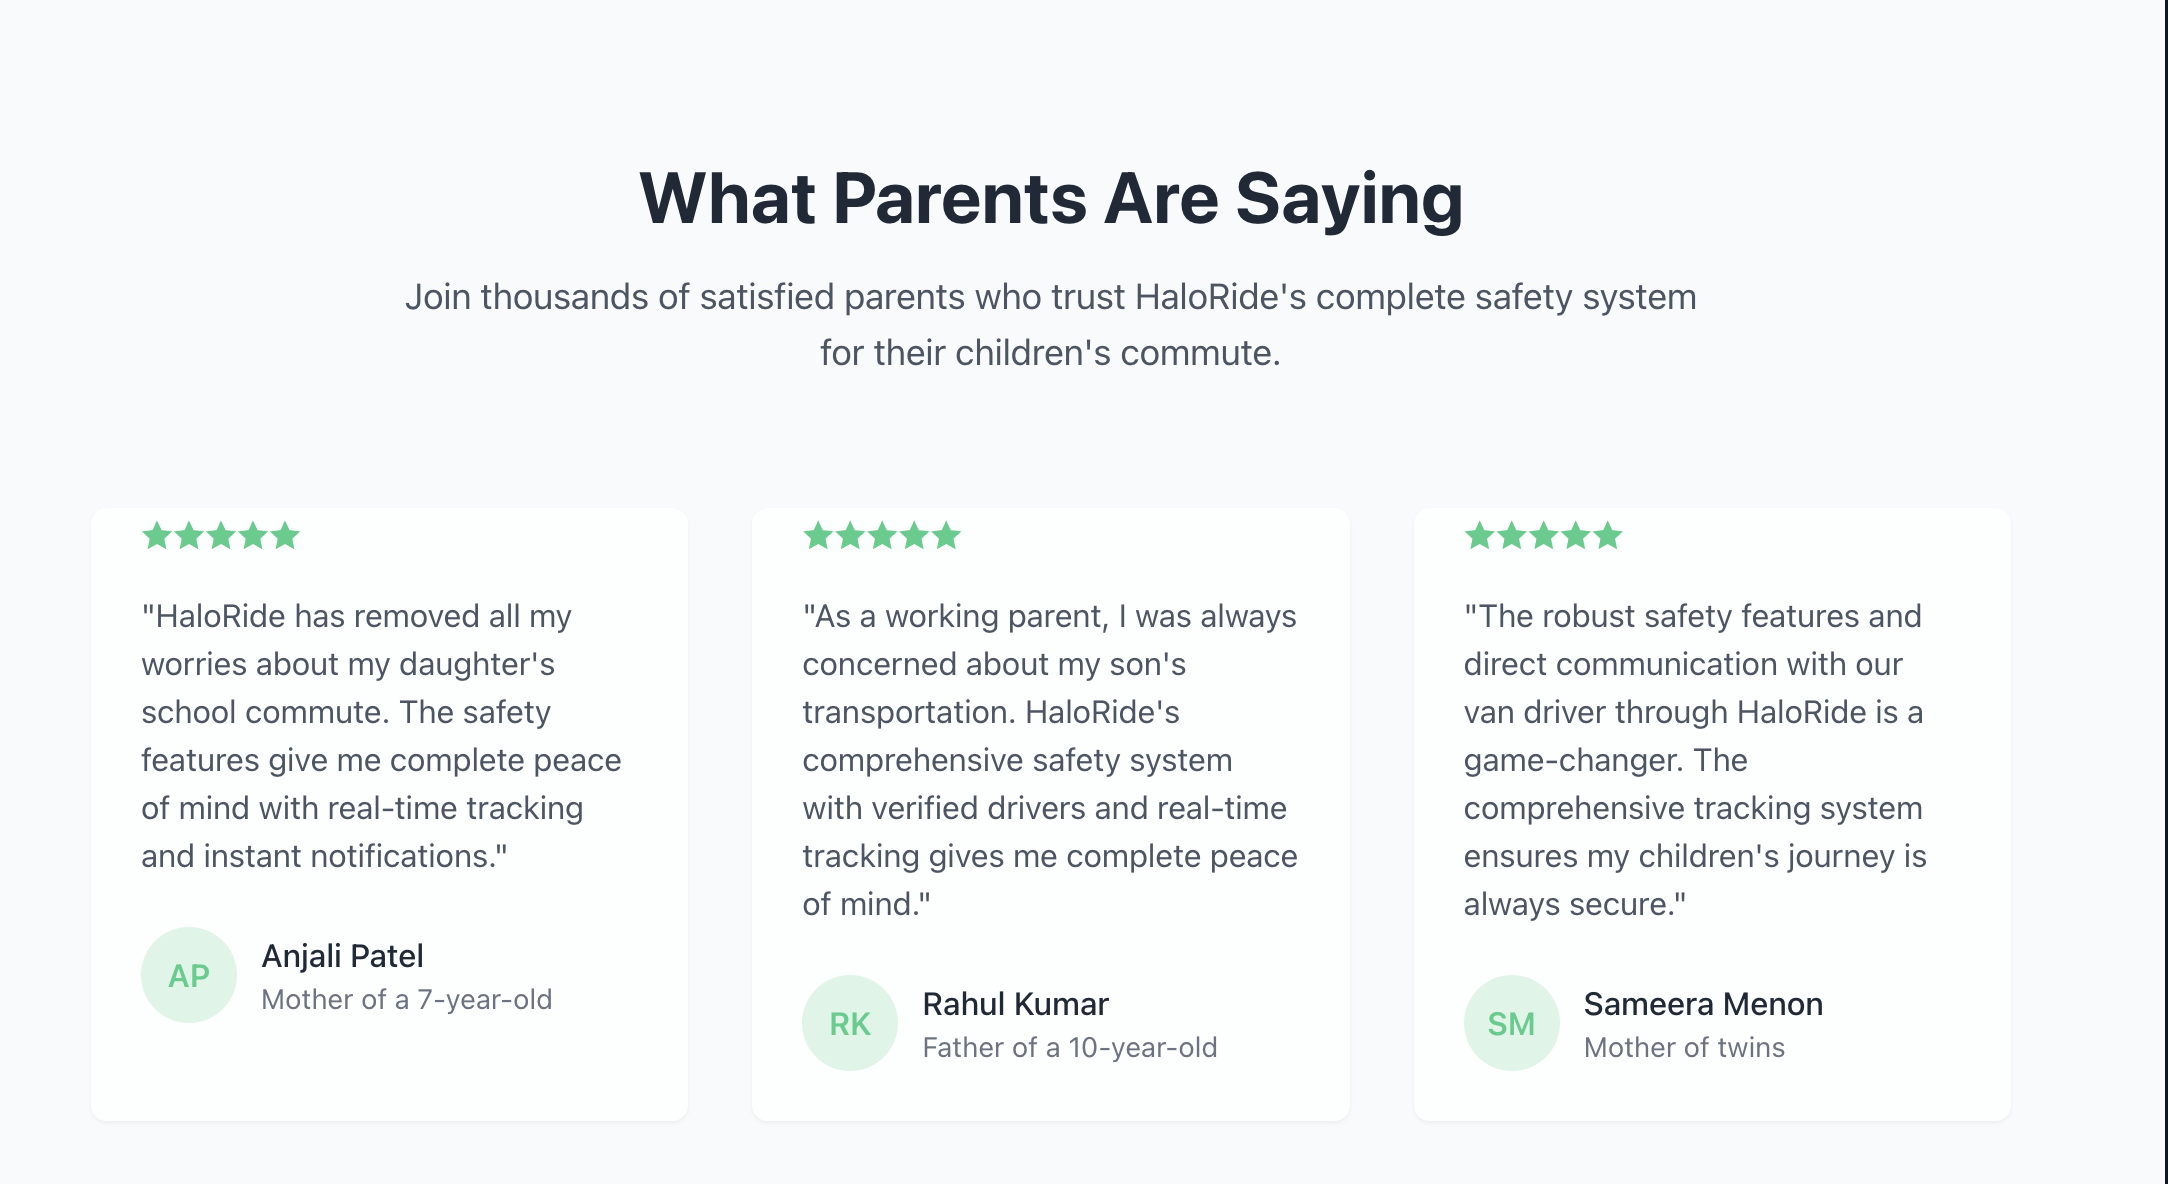 What Parents Are Saying
Join thousands of satisfied parents who trust HaloRide's complete safety system
for their children's commute.
"HaloRide has removed all my
worries about my daughter's
school commute. The safety
features give me complete peace
of mind with real-time tracking
and instant notifications."
AP
Anjali Patel
Mother of a 7-year-old
"As a working parent, I was always
concerned about my son's
transportation. HaloRide's
comprehensive safety system
with verified drivers and real-time
tracking gives me complete peace
of mind."
RK
Rahul Kumar
Father of a 10-year-old
"The robust safety features and
direct communication with our
van driver through HaloRide is a
game-changer. The
comprehensive tracking system
ensures my children's journey is
always secure."
SM
Sameera Menon
Mother of twins